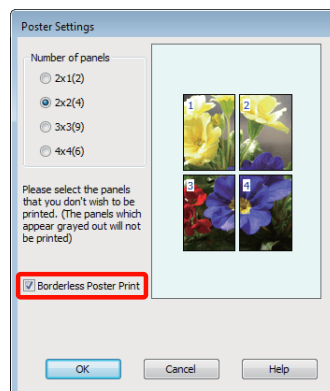 Poster Settings
Number of panels
2x1(2)
2x2(4)
3x3(9)
4x4(6)
1 2
3 4
Please select the panels
that you don't wish to be
printed. (The panels which
appear grayed out will not
be printed)
Borderless Poster Print
OK Cancel Help